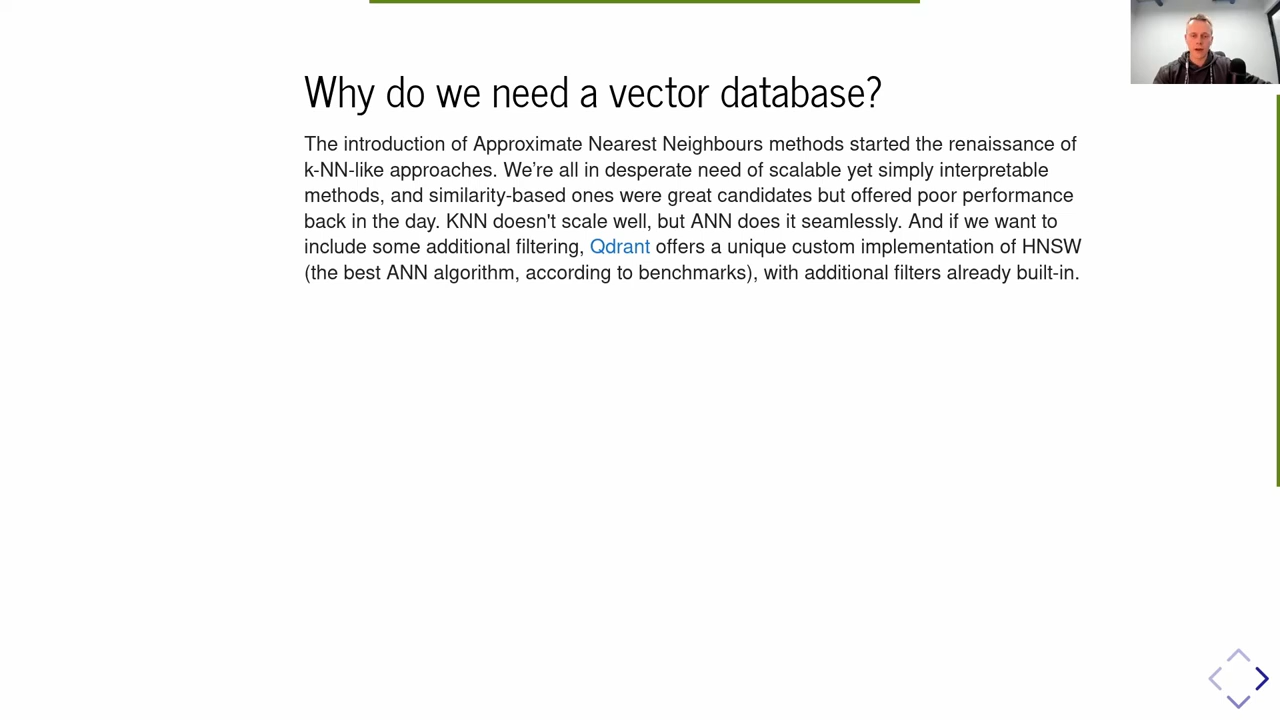 Why do we need a vector database?
The introduction of Approximate Nearest Neighbours methods started the renaissance of
k-NN-like approaches. We’re all in desperate need of scalable yet simply interpretable
methods, and similarity-based ones were great candidates but offered poor performance
back in the day. KNN doesn't scale well, but ANN does it seamlessly. And if we want to
include some additional filtering, Qdrant offers a unique custom implementation of HNSW
(the best ANN algorithm, according to benchmarks), with additional filters already built-in.